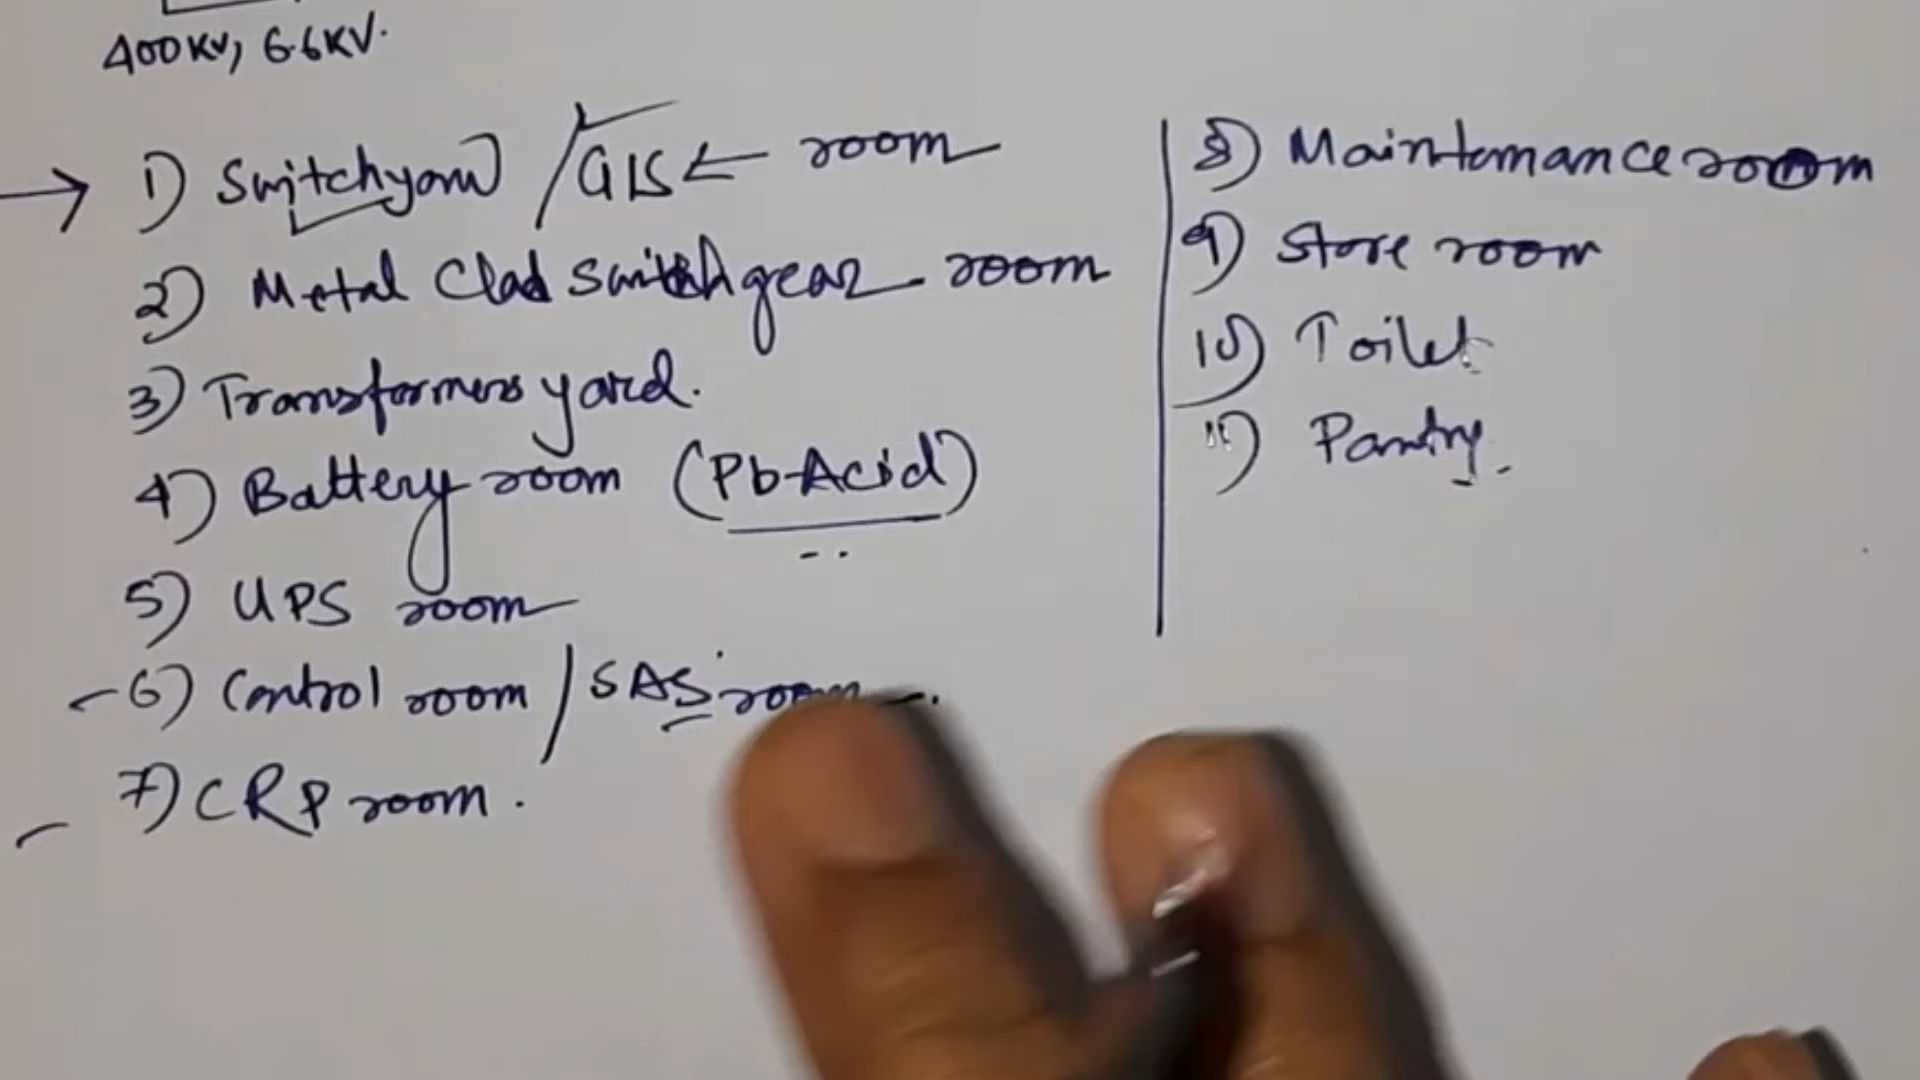 400KV, 6.6KV.
1) Switchyard / GIS ← room
2) Metal Clad Switchgear room
3) Transformers yard.
4) Battery room (Pb-Acid)
5) UPS room
6) Control room / SAS room
7) CRP room.
8) Maintenance room
9) Store room
10) Toilet
11) Pantry.